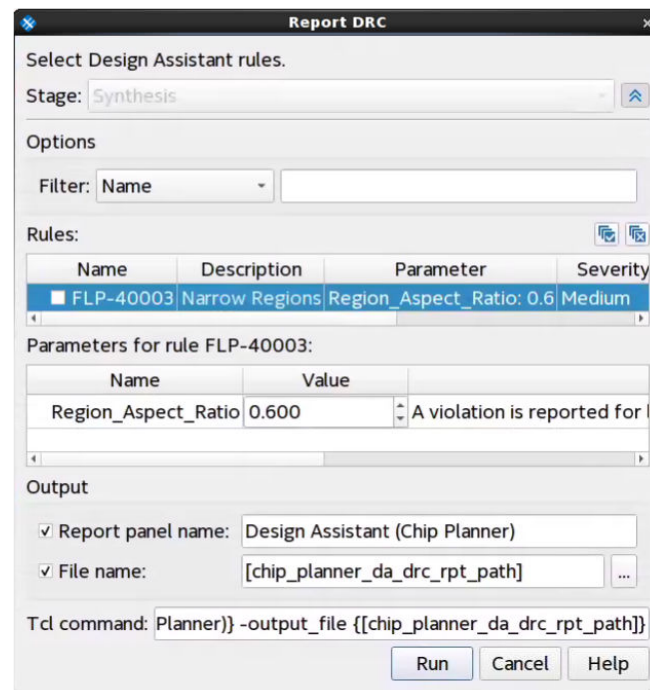 Report DRC
Select Design Assistant rules.
Stage: Synthesis
Options
Filter: Name
Rules:
Name Description Parameter Severity
FLP-40003 Narrow Regions Region_Aspect_Ratio: 0.6 Medium
Parameters for rule FLP-40003:
Name Value
Region_Aspect_Ratio 0.600 A violation is reported for
Output
Report panel name: Design Assistant (Chip Planner)
File name: [chip_planner_da_drc_rpt_path] ...
Tcl command: Planner)} -output_file {[chip_planner_da_drc_rpt_path]}
Run Cancel Help